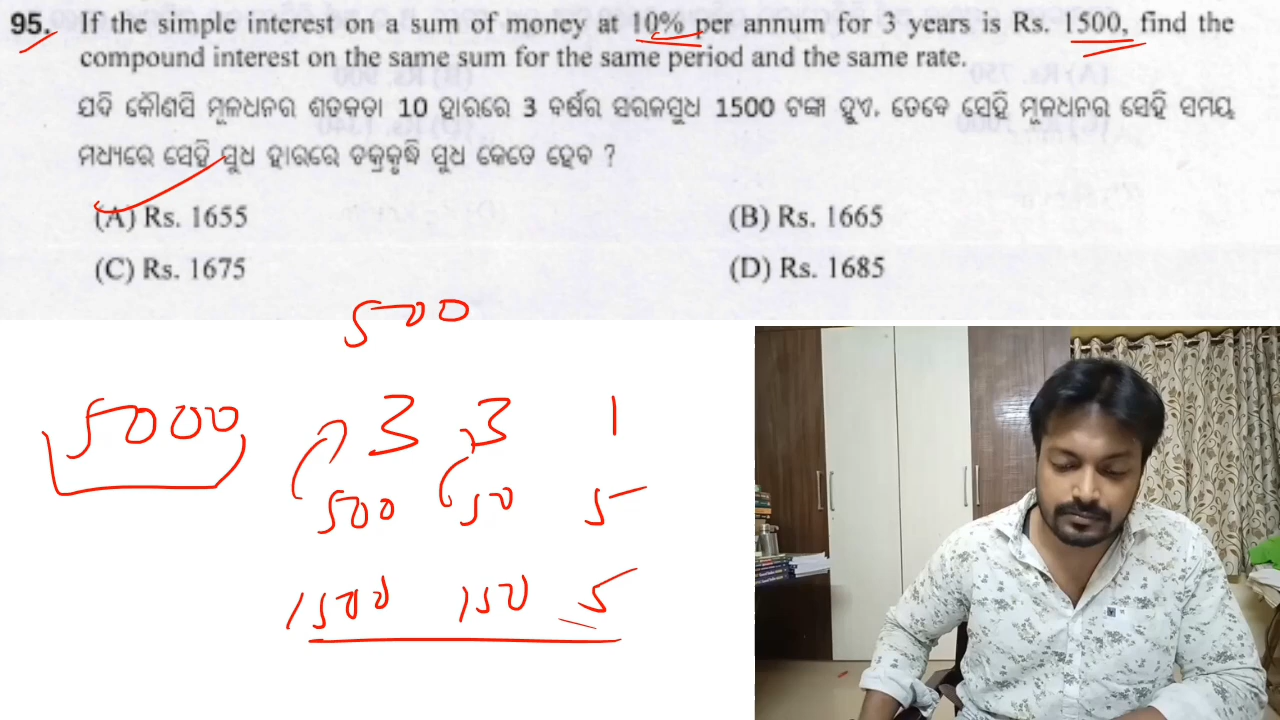 95. If the simple interest on a sum of money at 10% per annum for 3 years is Rs. 1500, find the
compound interest on the same sum for the same period and the same rate.
ଯଦି କୌଣସି ମୂଳଧନର ଶତକଡା 10 ହାରରେ 3 ବର୍ଷର ସରଳସୁଧ 1500 ଟଙ୍କା ହୁଏ, ତେବେ ସେହି ମୂଳଧନର ସେହି ସମୟ
ମଧ୍ୟରେ ସେହି ସୁଧ ହାରରେ ଚକ୍ରବୃଦ୍ଧି ସୁଧ କେତେ ହେବ ?
(A) Rs. 1655 (B) Rs. 1665
(C) Rs. 1675 (D) Rs. 1685
500
5000 3 3 1
500 50 5
1500 150 5